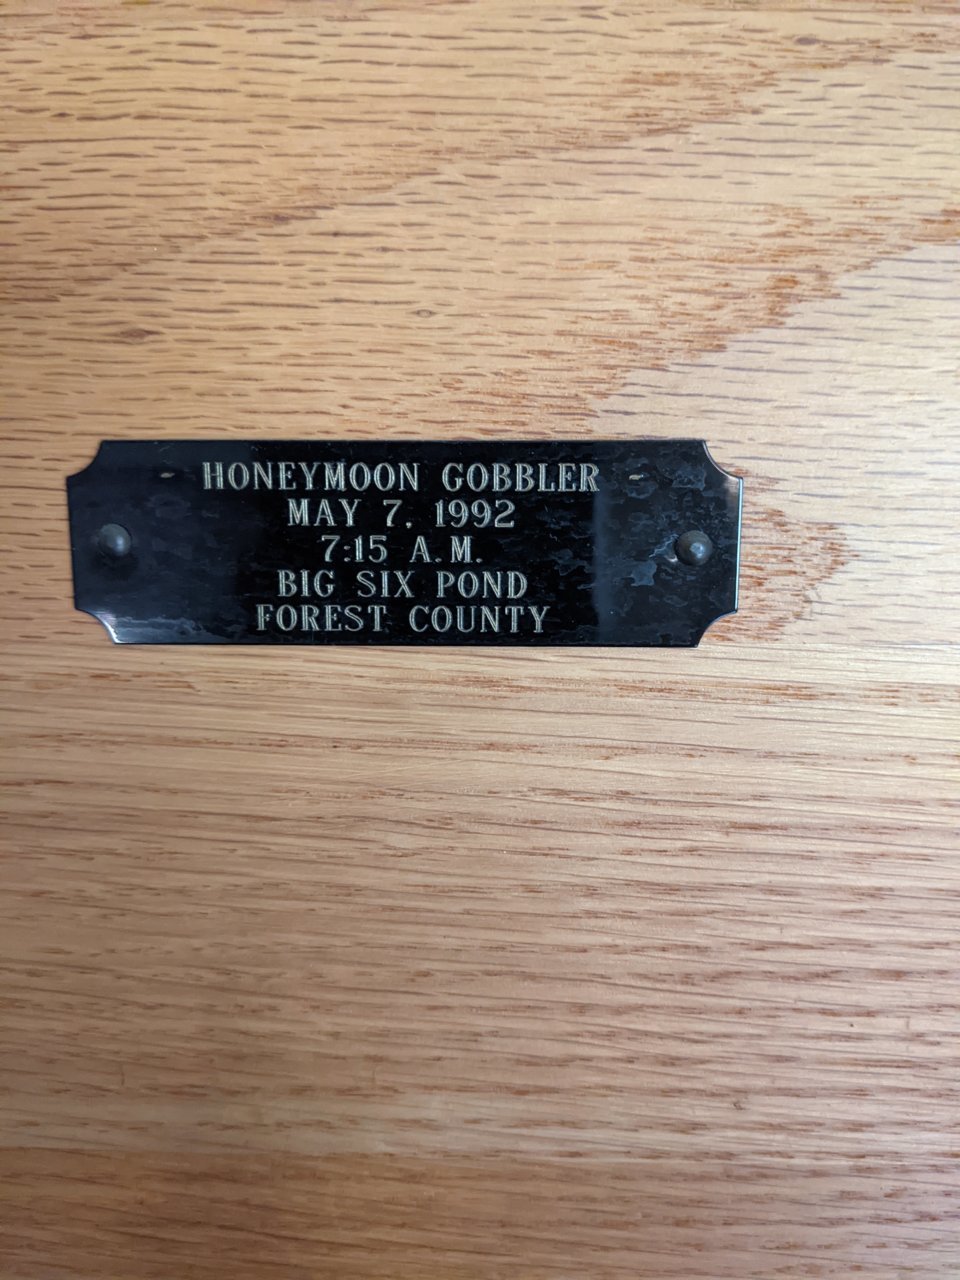 - HONEYMOON GOBBLER -
MAY 7, 1992
7:15 A.M.
BIG SIX POND
FOREST COUNTY